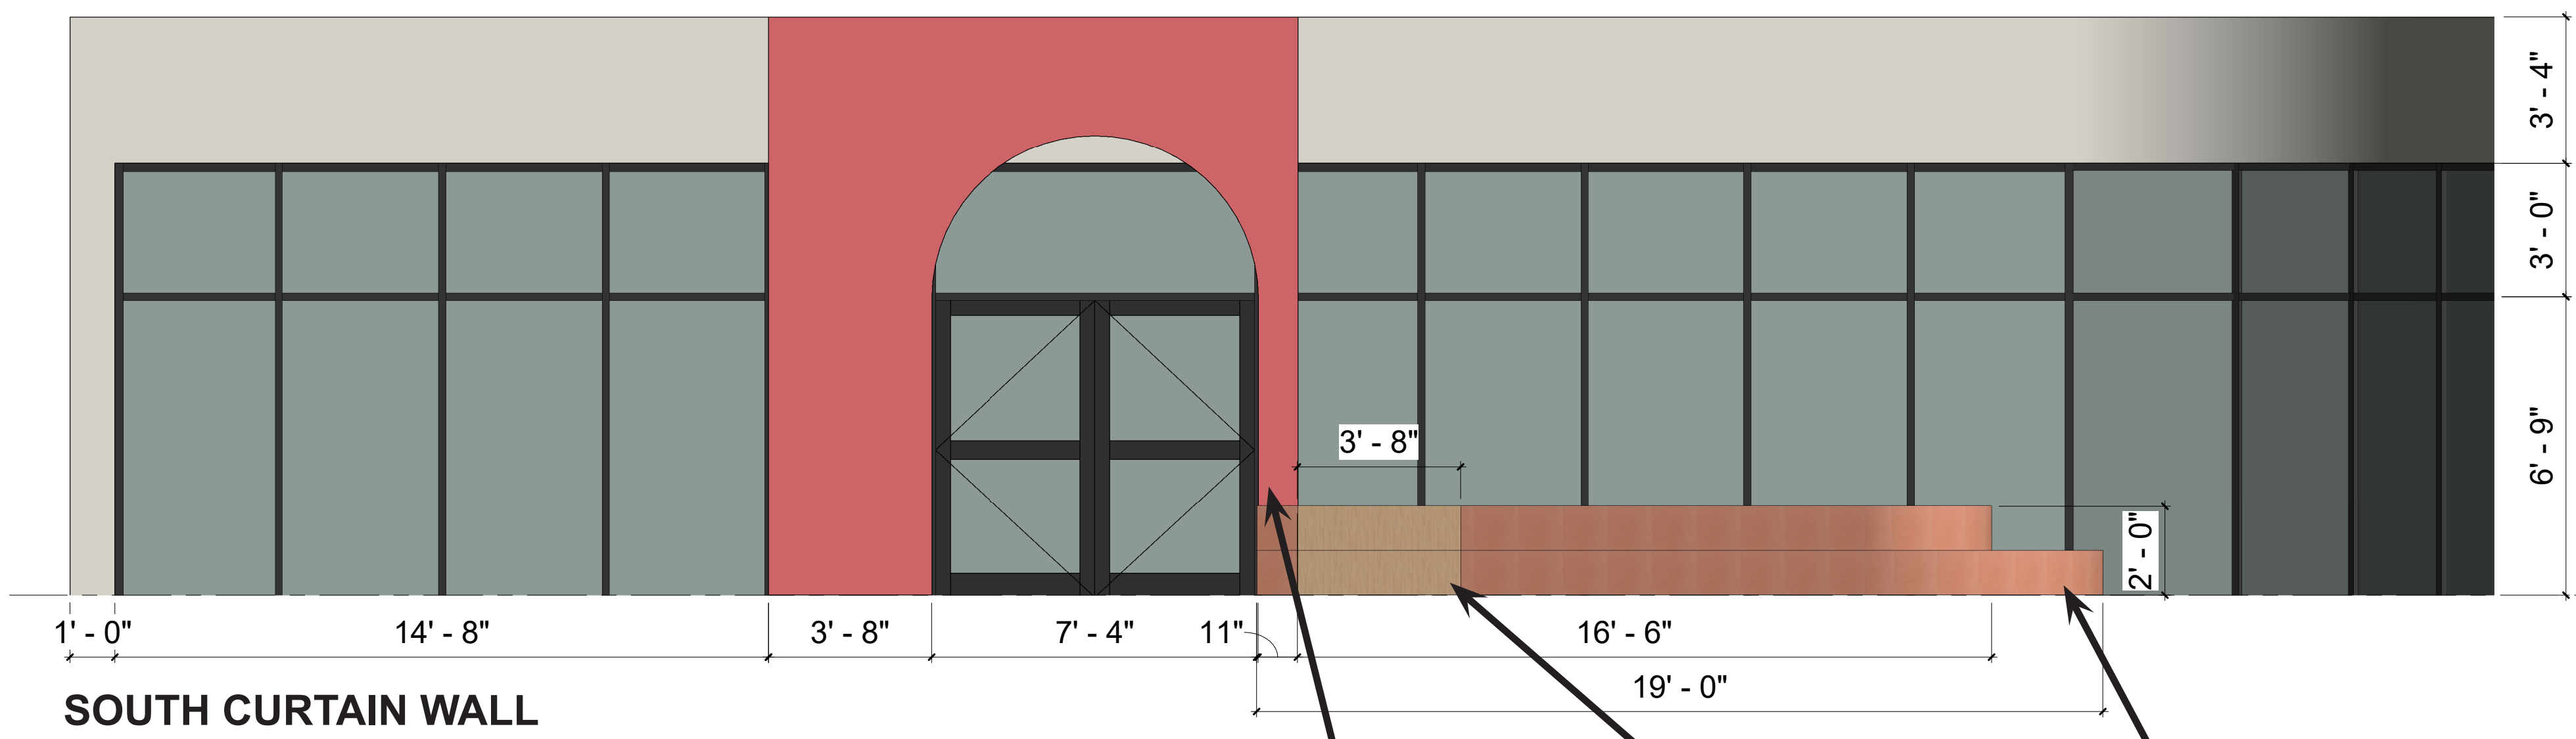 3' - 4"
3' - 0"
6' - 9"
3' - 8"
2' - 0"
1' - 0" 14' - 8" 3' - 8" 7' - 4" 11" 16' - 6"
19' - 0"
SOUTH CURTAIN WALL